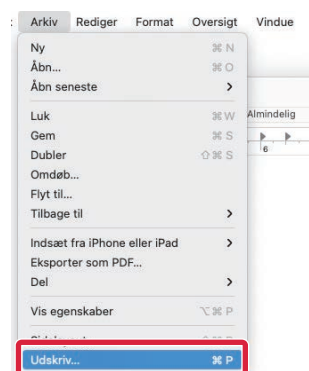 Arkiv Rediger Format Oversigt Vindue
Ny ⌘ N
Åbn... ⌘ O
Åbn seneste >
Almindelig
Luk ⌘ W
Gem ⌘ S
6
Dubler ⇧ ⌘ S
Omdøb...
Flyt til...
Tilbage til >
Indsæt fra iPhone eller iPad >
Eksporter som PDF...
Del >
Vis egenskaber ⌥ ⌘ P
Udskriv... ⌘ P